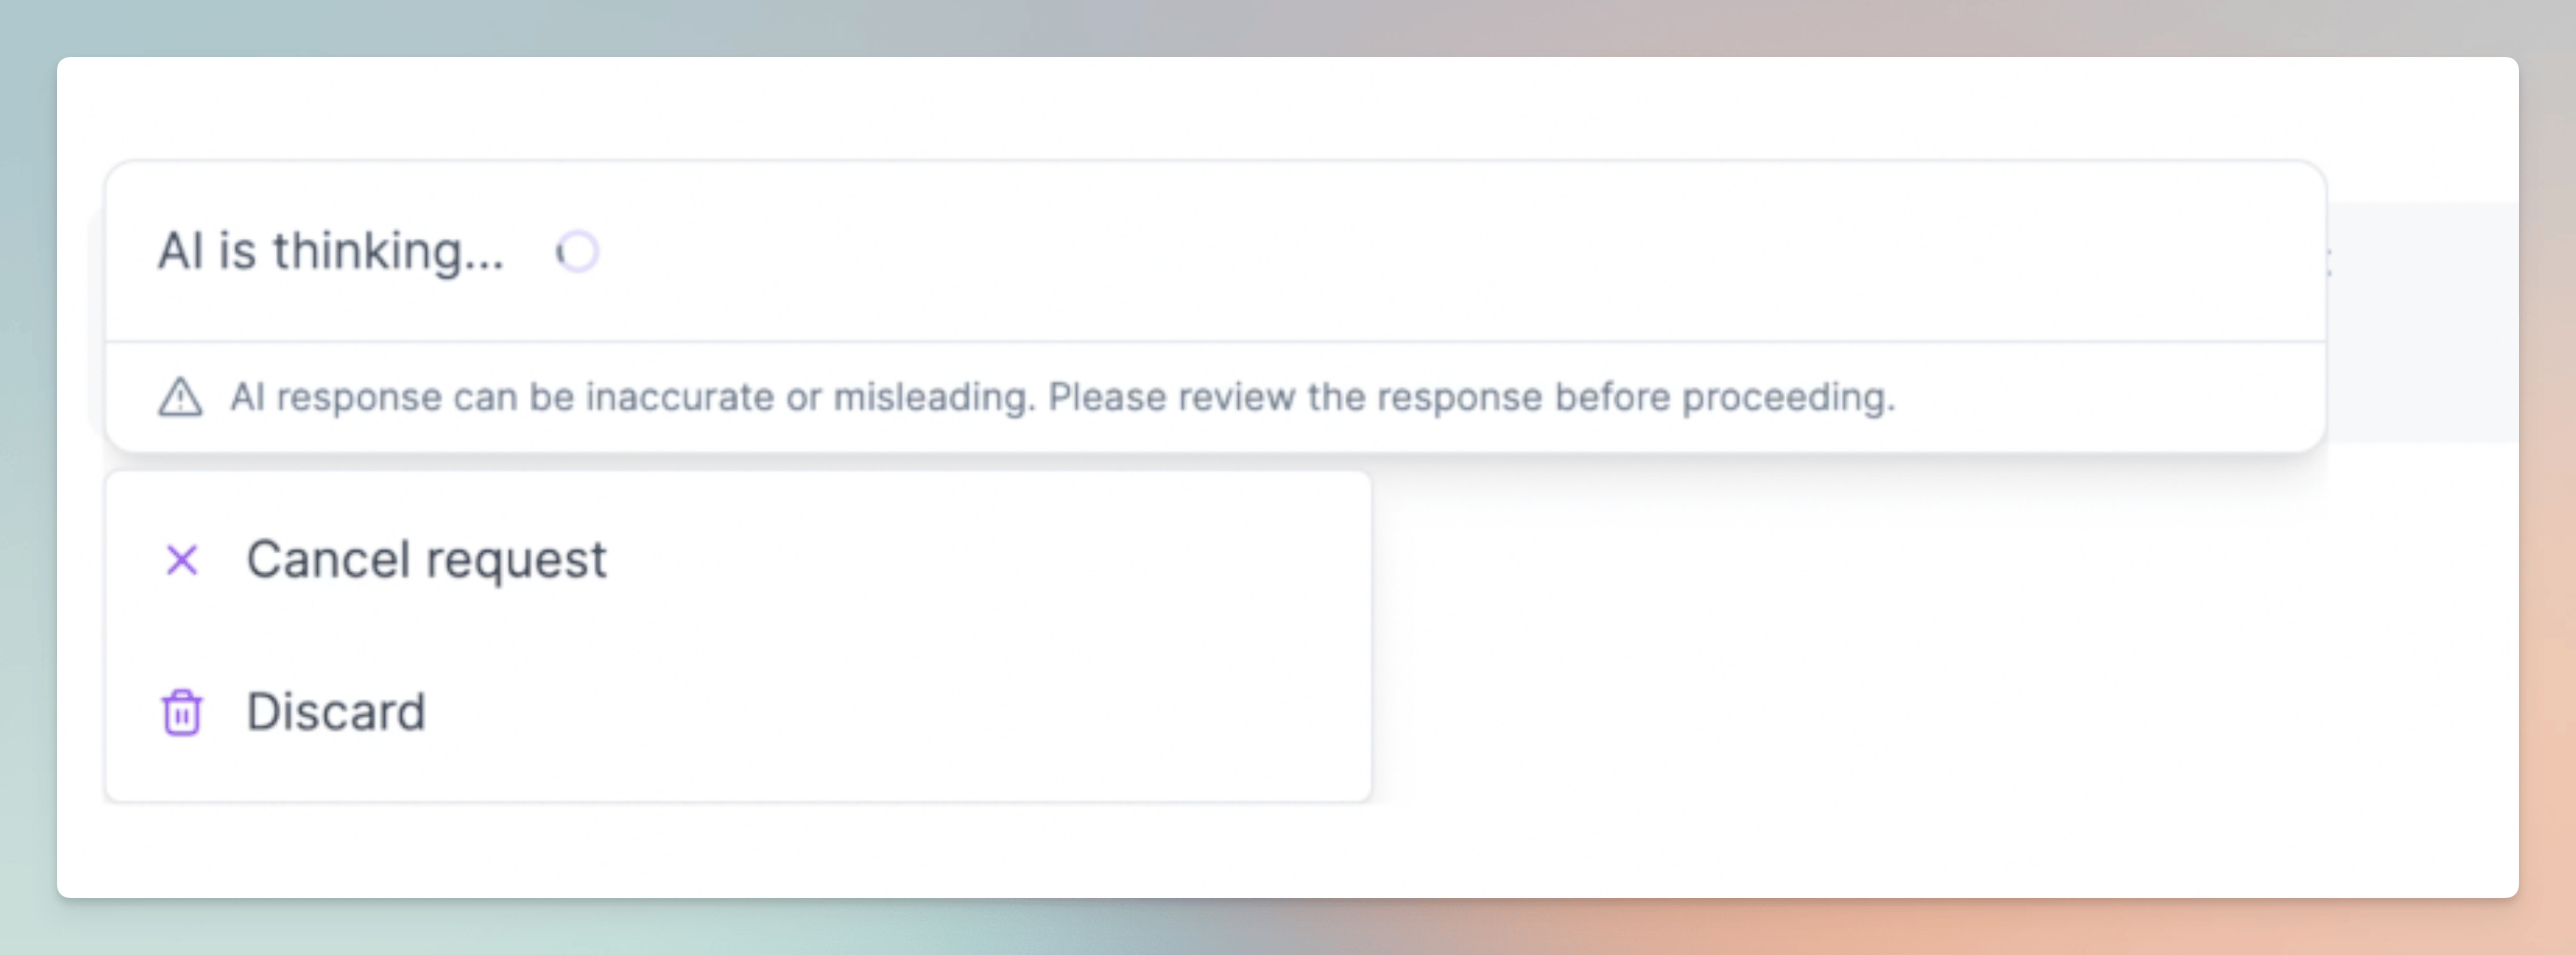 AI is thinking...
AI response can be inaccurate or misleading. Please review the response before proceeding.
Cancel request
Discard